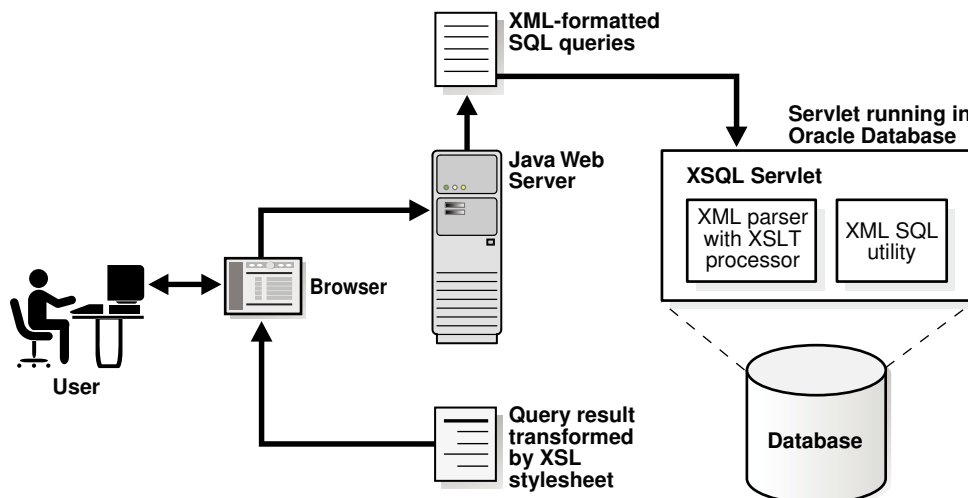 XML-formatted
SQL queries
Servlet running in
Oracle Database
Java Web
Server
XSQL Servlet
XML parser
with XSLT
processor
XML SQL
utility
Browser
User
Query result
transformed
by XSL
stylesheet
Database